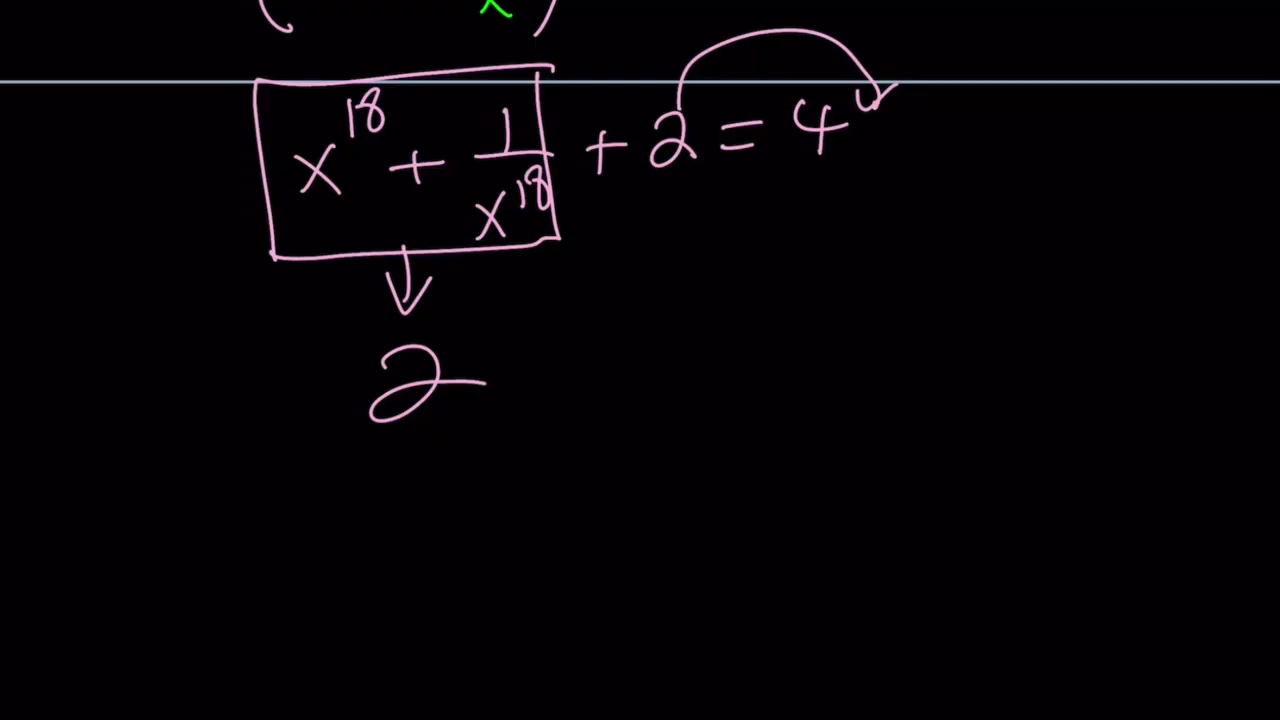 x
x^18 + 1/x^18 + 2 = 4
2